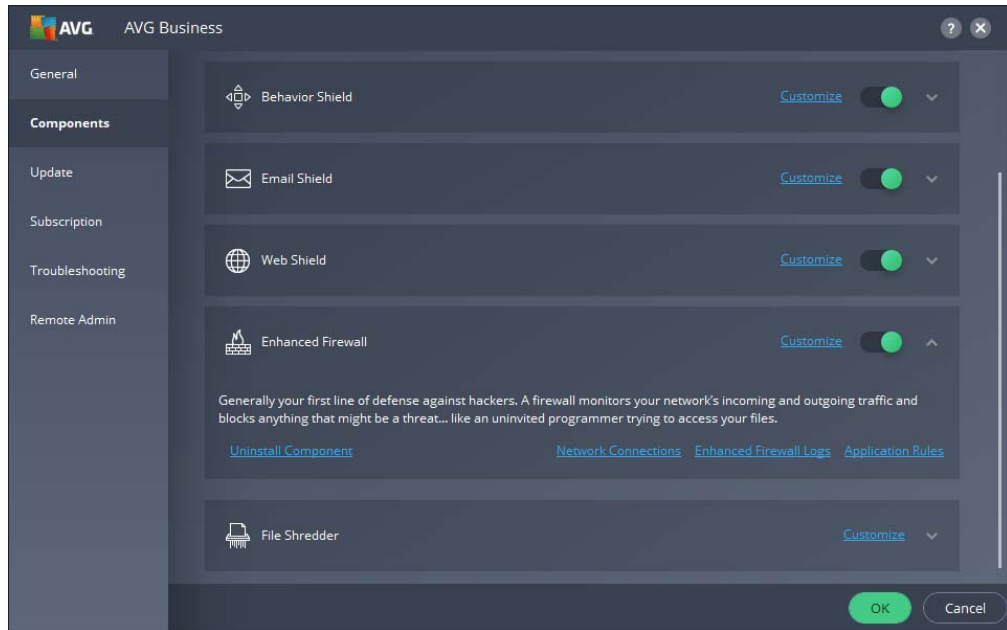 AVG AVG Business ?
General
Components
Update
Subscription
Troubleshooting
Remote Admin
Behavior Shield Customize
Email Shield Customize
Web Shield Customize
Enhanced Firewall Customize
Generally your first line of defense against hackers. A firewall monitors your network's incoming and outgoing traffic and
blocks anything that might be a threat... like an uninvited programmer trying to access your files.
Uninstall Component Network Connections Enhanced Firewall Logs Application Rules
File Shredder Customize
OK Cancel